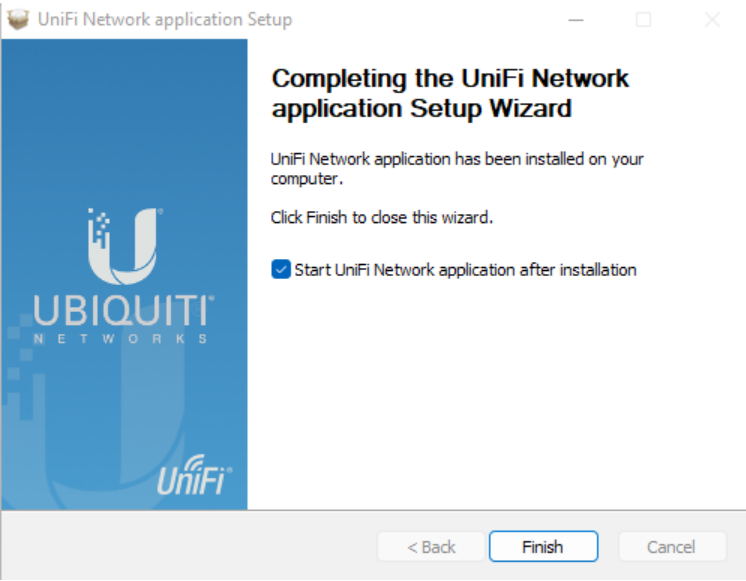 UniFi Network application Setup
Completing the UniFi Network
application Setup Wizard
UniFi Network application has been installed on your
computer.
Click Finish to close this wizard.
Start UniFi Network application after installation
UBIQUITI
NETWORKS
UniFi
< Back
Finish
Cancel